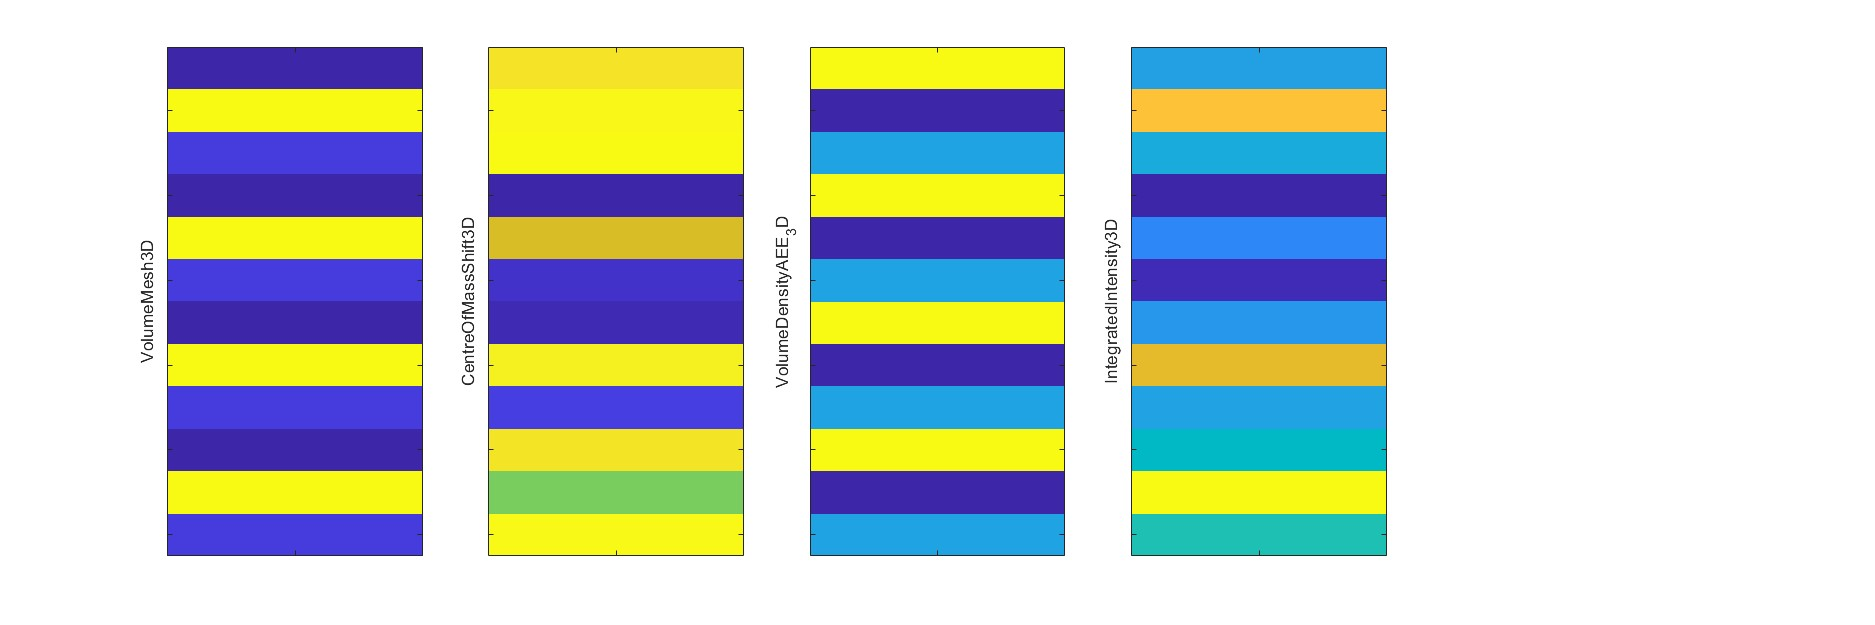 VolumeMesh3D
CentreOfMassShift3D
VolumeDensityAEE_3D
IntegratedIntensity3D